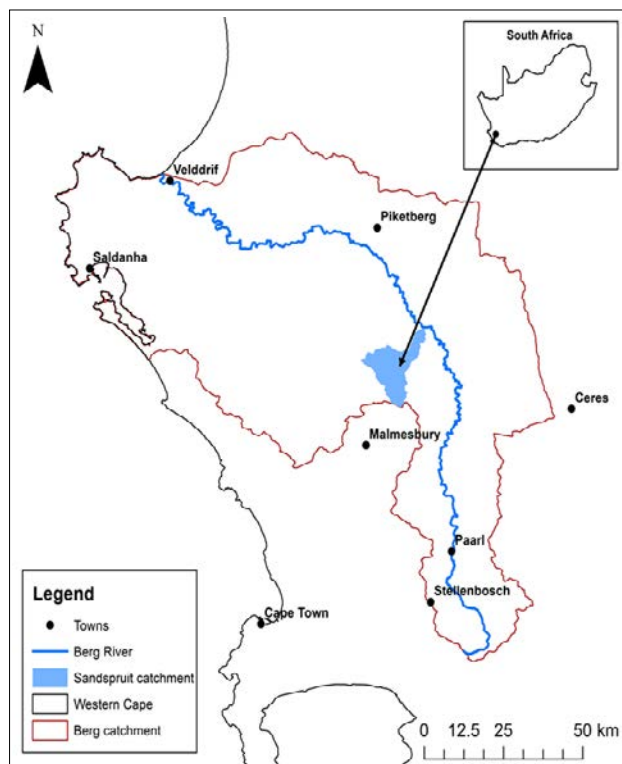 N
South Africa
Velddrif
Piketberg
Saldanha
Ceres
Malmesbury
Paarl
Stellenbosch
Cape Town
Legend
Towns
Berg River
Sandspruit catchment
Western Cape
Berg catchment
0 12.5 25 50 km